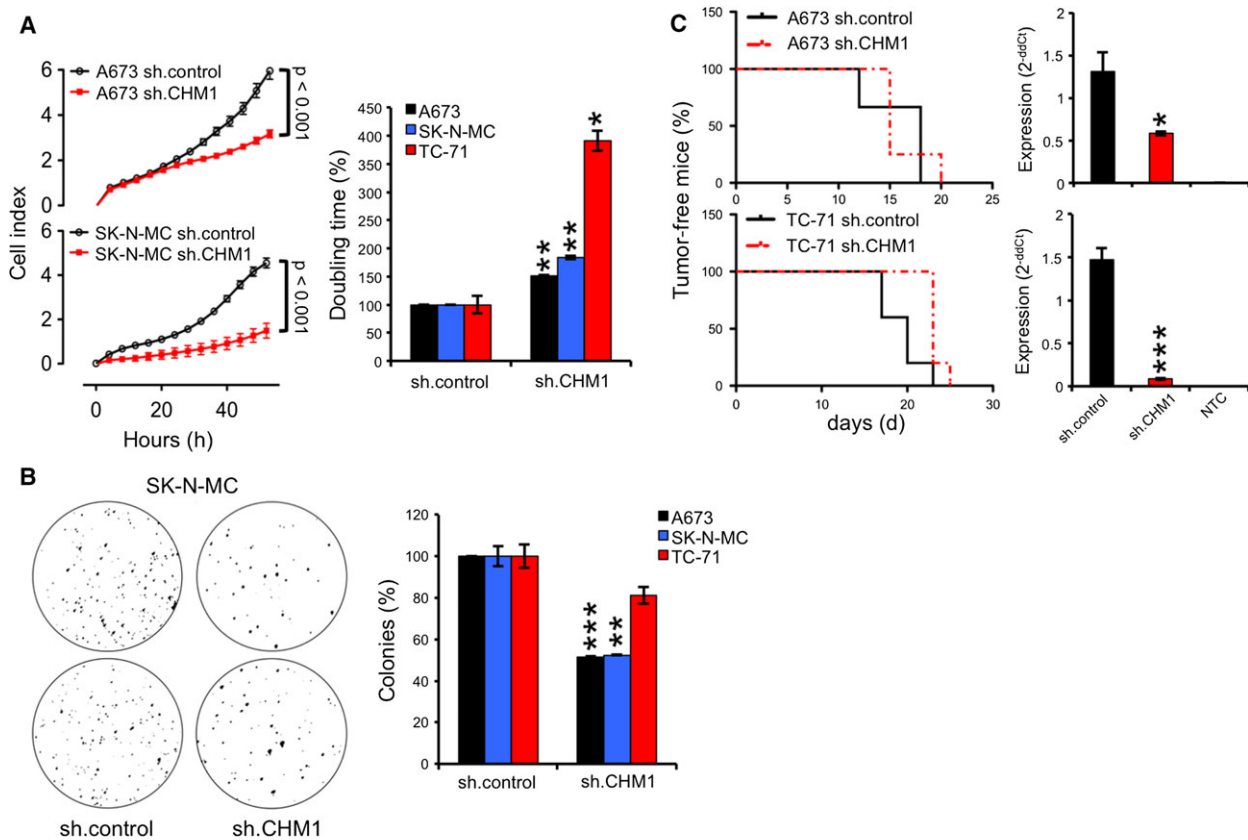 A
A673 sh.control
A673 sh.CHM1
p < 0.001
6
4
2
0
SK-N-MC sh.control
SK-N-MC sh.CHM1
p < 0.001
6
4
2
0
Cell index
0 20 40
Hours (h)
A673
SK-N-MC
TC-71
Doubling time (%)
450
400
350
300
250
200
150
100
50
0
** ** *
sh.control sh.CHM1
C
A673 sh.control
A673 sh.CHM1
150
100
50
0
0 5 10 15 20 25
TC-71 sh.control
TC-71 sh.CHM1
150
100
50
0
0 10 20 30
Tumor-free mice (%)
days (d)
Expression (2-ddCt)
2
1.5
1
0.5
0
*
Expression (2-ddCt)
2
1.5
1
0.5
0
***
sh.control sh.CHM1 NTC
B
SK-N-MC
sh.control sh.CHM1
A673
SK-N-MC
TC-71
Colonies (%)
120
100
80
60
40
20
0
*** **
sh.control sh.CHM1